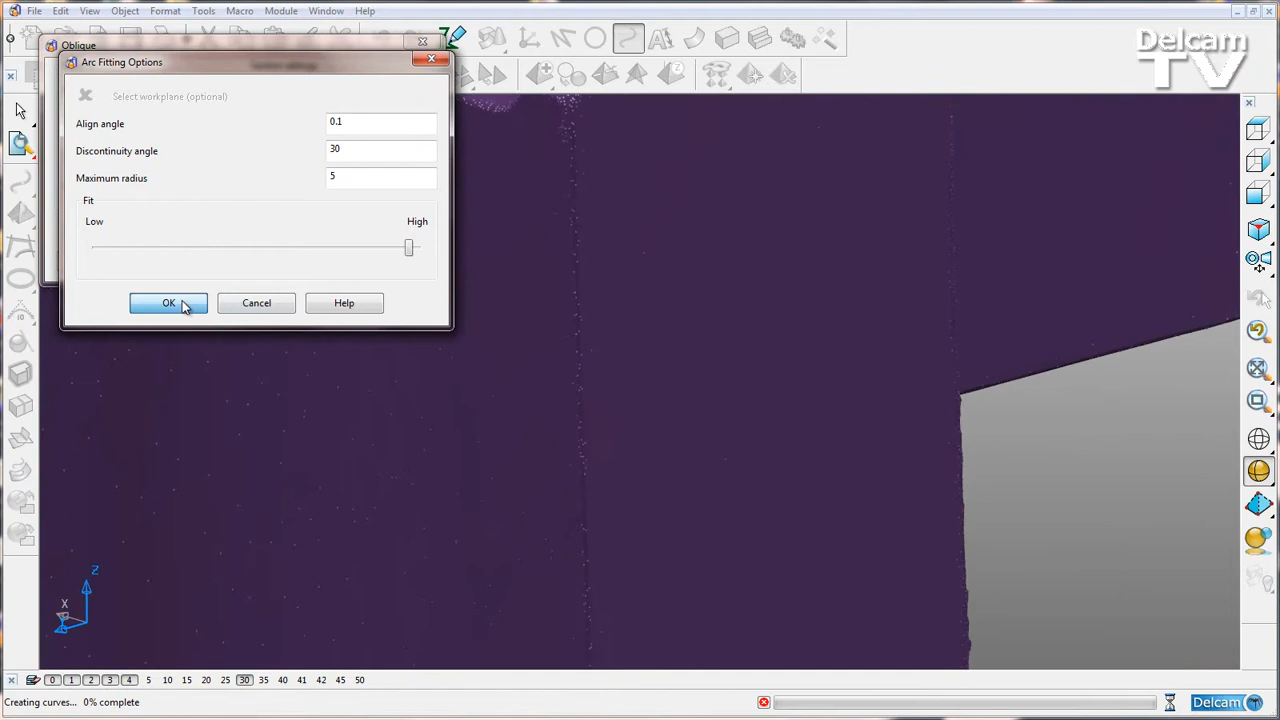 File Edit View Object Format Tools Macro Module Window Help
Delcam
TV
Oblique
Arc Fitting Options
Select workplane (optional)
Align angle 0.1
Discontinuity angle 30
Maximum radius 5
Fit
Low High
OK Cancel Help
Z
X
0 1 2 3 4 5 10 15 20 25 30 35 40 41 42 45 50
Creating curves... 0% complete
Delcam